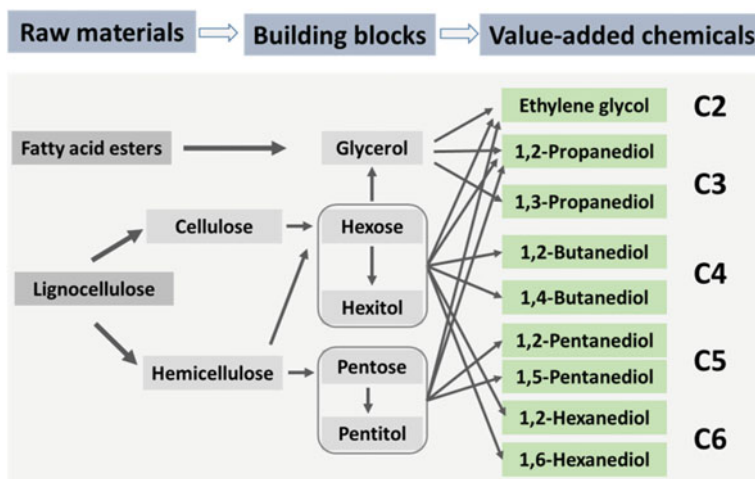 Raw materials
Building blocks
Value-added chemicals
Ethylene glycol
C2
Fatty acid esters
Glycerol
1,2-Propanediol
C3
1,3-Propanediol
Cellulose
Hexose
1,2-Butanediol
C4
Lignocellulose
Hexitol
1,4-Butanediol
1,2-Pentanediol
C5
Hemicellulose
Pentose
1,5-Pentanediol
1,2-Hexanediol
C6
Pentitol
1,6-Hexanediol